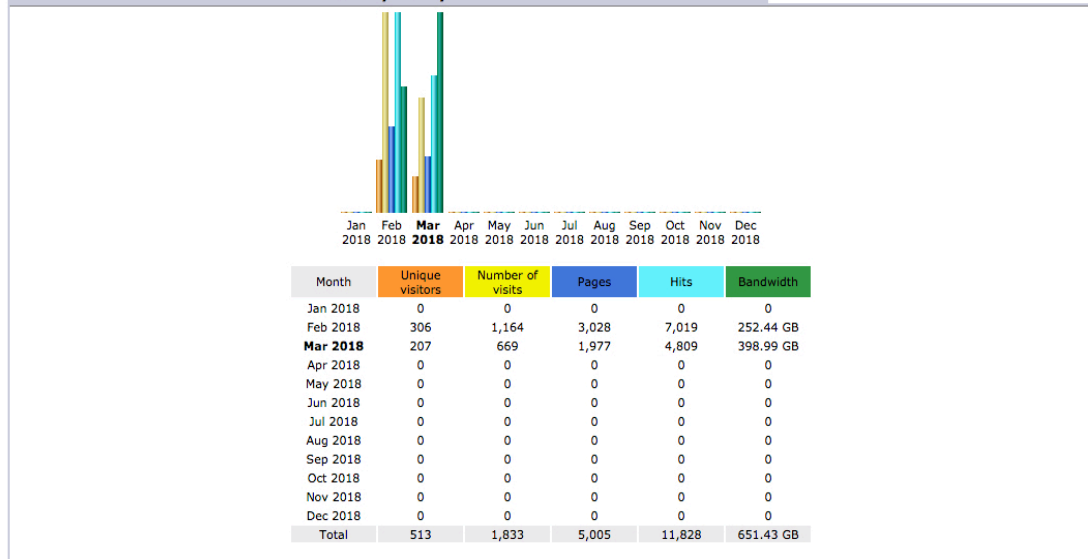 Jan Feb Mar Apr May Jun Jul Aug Sep Oct Nov Dec
2018 2018 2018 2018 2018 2018 2018 2018 2018 2018 2018 2018
Month Unique visitors Number of visits Pages Hits Bandwidth
Jan 2018 0 0 0 0 0
Feb 2018 306 1,164 3,028 7,019 252.44 GB
Mar 2018 207 669 1,977 4,809 398.99 GB
Apr 2018 0 0 0 0 0
May 2018 0 0 0 0 0
Jun 2018 0 0 0 0 0
Jul 2018 0 0 0 0 0
Aug 2018 0 0 0 0 0
Sep 2018 0 0 0 0 0
Oct 2018 0 0 0 0 0
Nov 2018 0 0 0 0 0
Dec 2018 0 0 0 0 0
Total 513 1,833 5,005 11,828 651.43 GB